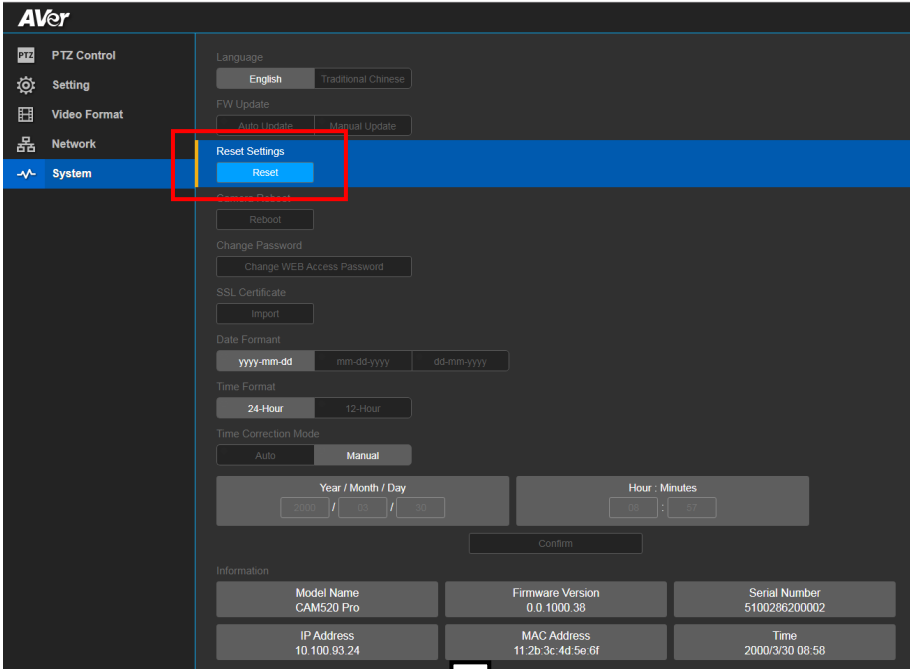 AVer
PTZ PTZ Control
Setting
Video Format
Network
System
Language
English Traditional Chinese
FW Update
Auto Update Manual Update
Reset Settings
Reset
Camera Reboot
Reboot
Change Password
Change WEB Access Password
SSL Certificate
Import
Date Formant
yyyy-mm-dd mm-dd-yyyy dd-mm-yyyy
Time Format
24-Hour 12-Hour
Time Correction Mode
Auto Manual
Year / Month / Day Hour : Minutes
2000 / 03 / 30 08 : 57
Confirm
Information
Model Name Firmware Version Serial Number
CAM520 Pro 0.0.1000.38 5100286200002
IP Address MAC Address Time
10.100.93.24 11:2b:3c:4d:5e:6f 2000/3/30 08:58